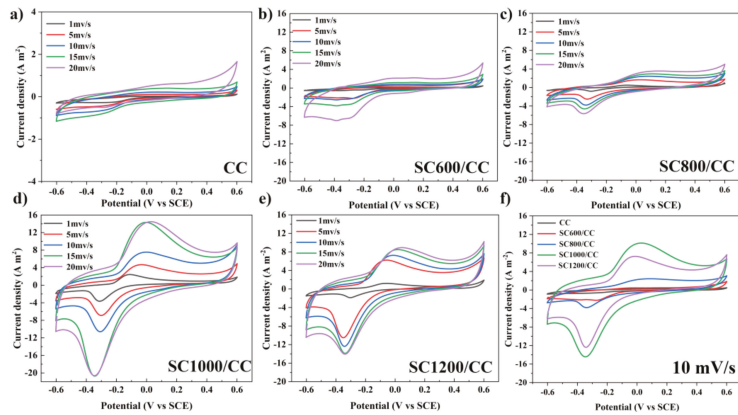 a)
1mv/s
5mv/s
10mv/s
15mv/s
20mv/s
Current density (A m²)
4
2
0
-2
-4
-0.6 -0.4 -0.2 0.0 0.2 0.4 0.6
Potential (V vs SCE)
CC
b)
1mv/s
5mv/s
10mv/s
15mv/s
20mv/s
Current density (A m²)
16
12
8
4
0
-4
-8
-12
-16
-20
-0.6 -0.4 -0.2 0.0 0.2 0.4 0.6
Potential (V vs SCE)
SC600/CC
c)
1mv/s
5mv/s
10mv/s
15mv/s
20mv/s
Current density (A m²)
16
12
8
4
0
-4
-8
-12
-16
-20
-0.6 -0.4 -0.2 0.0 0.2 0.4 0.6
Potential (V vs SCE)
SC800/CC
d)
1mv/s
5mv/s
10mv/s
15mv/s
20mv/s
Current density (A m²)
16
12
8
4
0
-4
-8
-12
-16
-20
-0.6 -0.4 -0.2 0.0 0.2 0.4 0.6
Potential (V vs SCE)
SC1000/CC
e)
1mv/s
5mv/s
10mv/s
15mv/s
20mv/s
Current density (A m²)
16
12
8
4
0
-4
-8
-12
-16
-20
-0.6 -0.4 -0.2 0.0 0.2 0.4 0.6
Potential (V vs SCE)
SC1200/CC
f)
CC
SC600/CC
SC800/CC
SC1000/CC
SC1200/CC
Current density (A m²)
16
12
8
4
0
-4
-8
-12
-16
-20
-0.6 -0.4 -0.2 0.0 0.2 0.4 0.6
Potential (V vs SCE)
10 mV/s